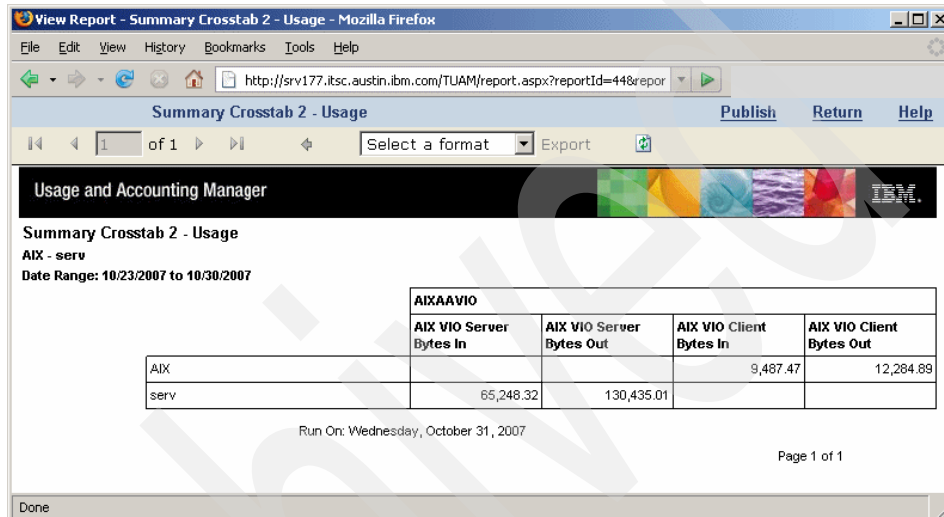 View Report - Summary Crosstab 2 - Usage - Mozilla Firefox
File Edit View History Bookmarks Tools Help
http://srv177.itsc.austin.ibm.com/TUAM/report.aspx?reportId=44&repor
Summary Crosstab 2 - Usage Publish Return Help
1 of 1 Select a format Export
Usage and Accounting Manager IBM.
Summary Crosstab 2 - Usage
AIX - serv
Date Range: 10/23/2007 to 10/30/2007
AIXAAVIO
AIX VIO Server Bytes In AIX VIO Server Bytes Out AIX VIO Client Bytes In AIX VIO Client Bytes Out
AIX 9,487.47 12,284.89
serv 65,248.32 130,435.01
Run On: Wednesday, October 31, 2007
Page 1 of 1
Done